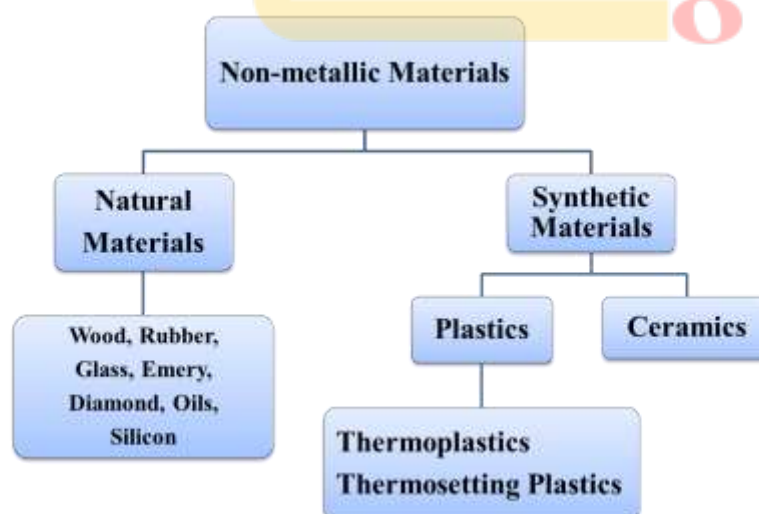 Non-metallic Materials
Natural
Materials
Synthetic
Materials
Wood, Rubber,
Glass, Emery,
Diamond, Oils,
Silicon
Plastics
Ceramics
Thermoplastics
Thermosetting Plastics